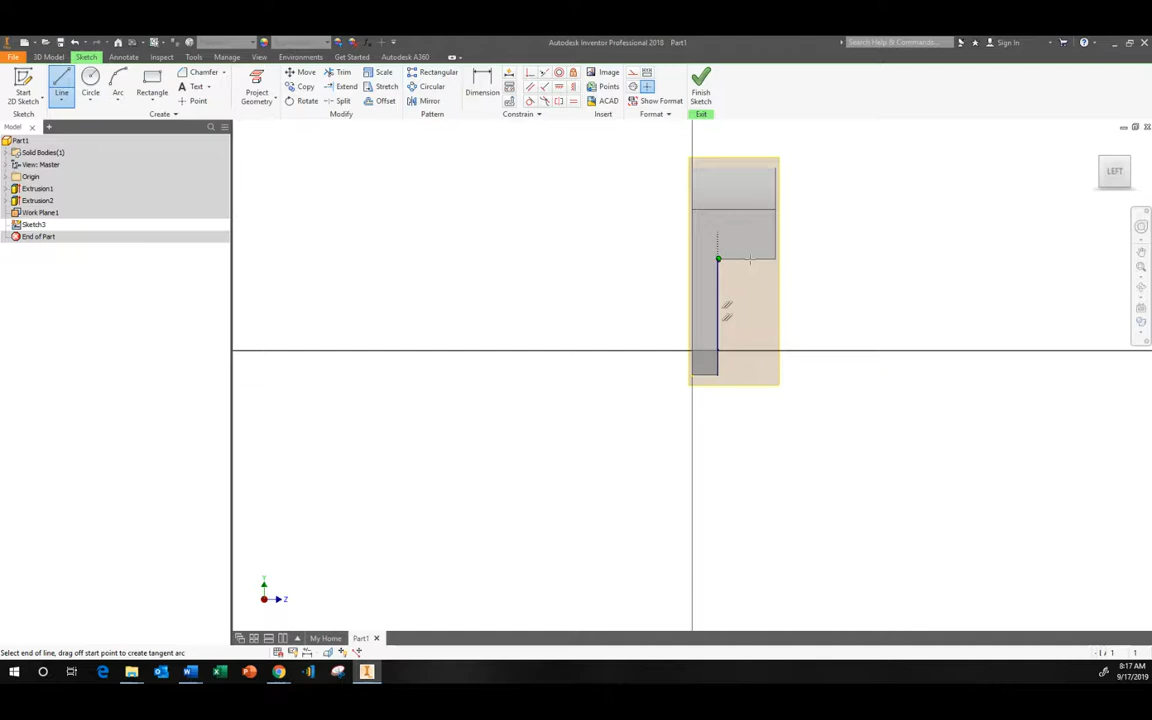 Autodesk Inventor Professional 2018 Part1
Search Help & Commands...
Sign In
File 3D Model Sketch Annotate Inspect Tools Manage View Environments Get Started Autodesk A360
Start 2D Sketch
Line
Circle
Arc
Rectangle
Chamfer
Text
Point
Project Geometry
Move
Copy
Rotate
Trim
Extend
Split
Scale
Stretch
Offset
Rectangular
Circular
Mirror
Dimension
Image
Points
ACAD
Show Format
Finish Sketch
Sketch Create Modify Pattern Constrain Insert Format Exit
Model
Part1
Solid Bodies(1)
View: Master
Origin
Extrusion1
Extrusion2
Work Plane1
Sketch3
End of Part
LEFT
Y
Z
My Home Part1
Select end of line, drag off start point to create tangent arc
1
1
8:17 AM
9/17/2019